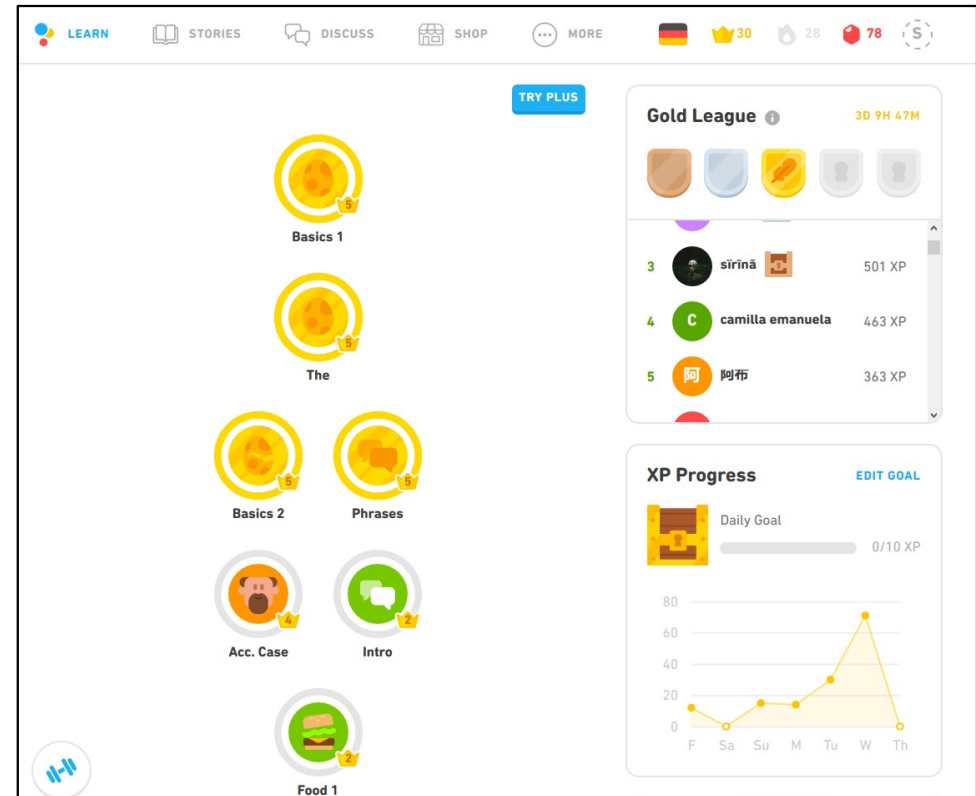 LEARN STORIES DISCUSS SHOP MORE 30 28 78 S
TRY PLUS
5
Basics 1
5
The
5 5
Basics 2 Phrases
4 2
Acc. Case Intro
2
Food 1
Gold League i 3D 9H 47M
3 sïrïnā 501 XP
4 C camilla emanuela 463 XP
5 阿 阿布 363 XP
XP Progress EDIT GOAL
Daily Goal
0/10 XP
80
60
40
20
0
F Sa Su M Tu W Th